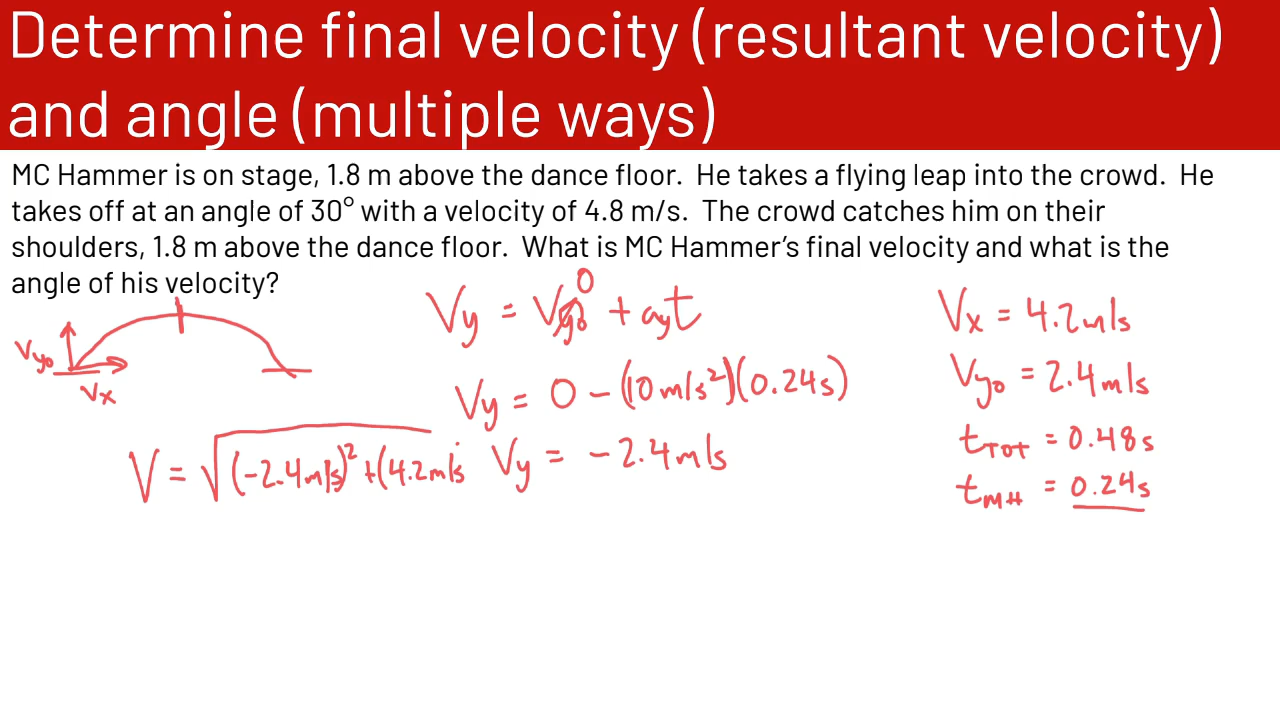 Determine final velocity (resultant velocity)
and angle (multiple ways)
MC Hammer is on stage, 1.8 m above the dance floor. He takes a flying leap into the crowd. He
takes off at an angle of 30° with a velocity of 4.8 m/s. The crowd catches him on their
shoulders, 1.8 m above the dance floor. What is MC Hammer's final velocity and what is the
angle of his velocity?
Vy₀
Vx
Vy = Vy₀ 0 + ayt
Vy = 0 - (10 m/s²)(0.24s)
Vy = -2.4 m/s
V = √(-2.4 m/s)² + (4.2 m/s
Vx = 4.2 m/s
Vy₀ = 2.4 m/s
tTOT = 0.48 s
tMH = 0.24 s